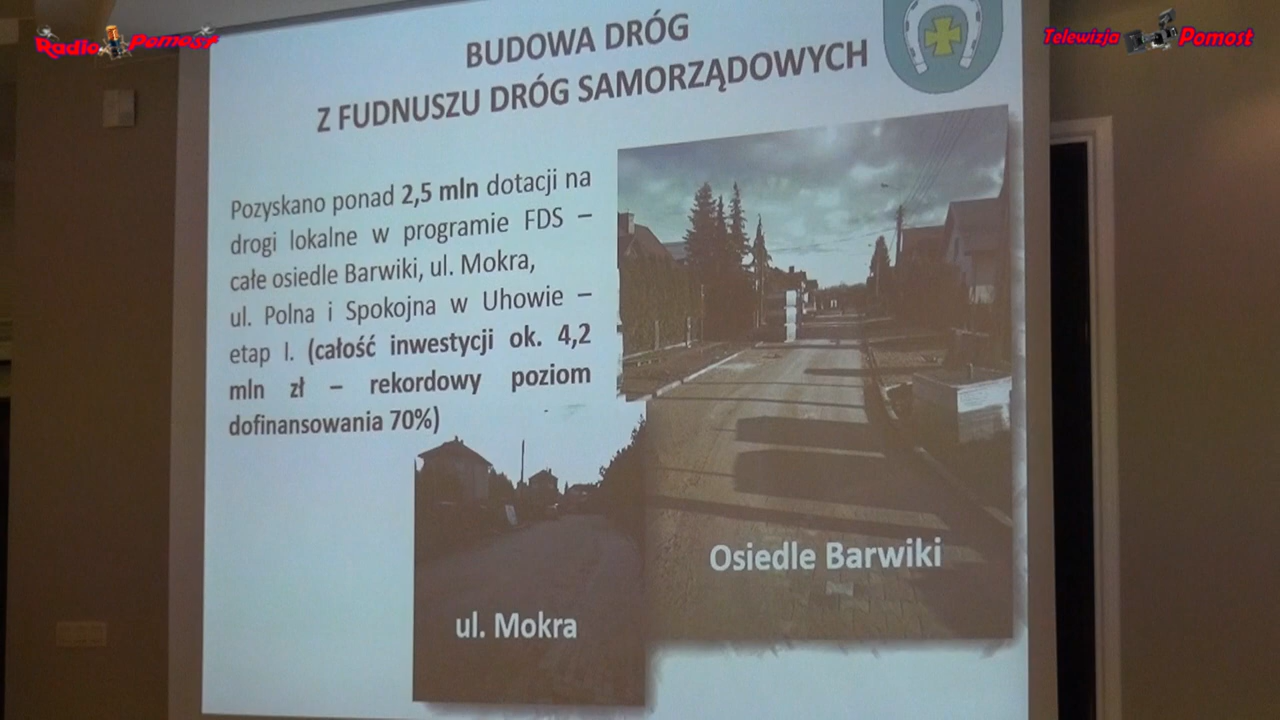 Radio Pomost
Telewizja Pomost
BUDOWA DRÓG
Z FUDNUSZU DRÓG SAMORZĄDOWYCH
Pozyskano ponad 2,5 mln dotacji na
drogi lokalne w programie FDS –
całe osiedle Barwiki, ul. Mokra,
ul. Polna i Spokojna w Uhowie –
etap I. (całość inwestycji ok. 4,2
mln zł – rekordowy poziom
dofinansowania 70%)
Osiedle Barwiki
ul. Mokra